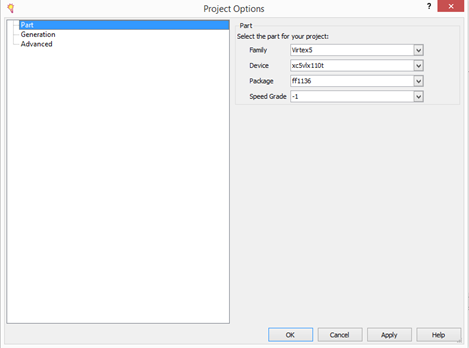 Project Options
?
Part
Generation
Advanced
Part
Select the part for your project:
Family Virtex5
Device xc5vlx110t
Package ff1136
Speed Grade -1
OK Cancel Apply Help